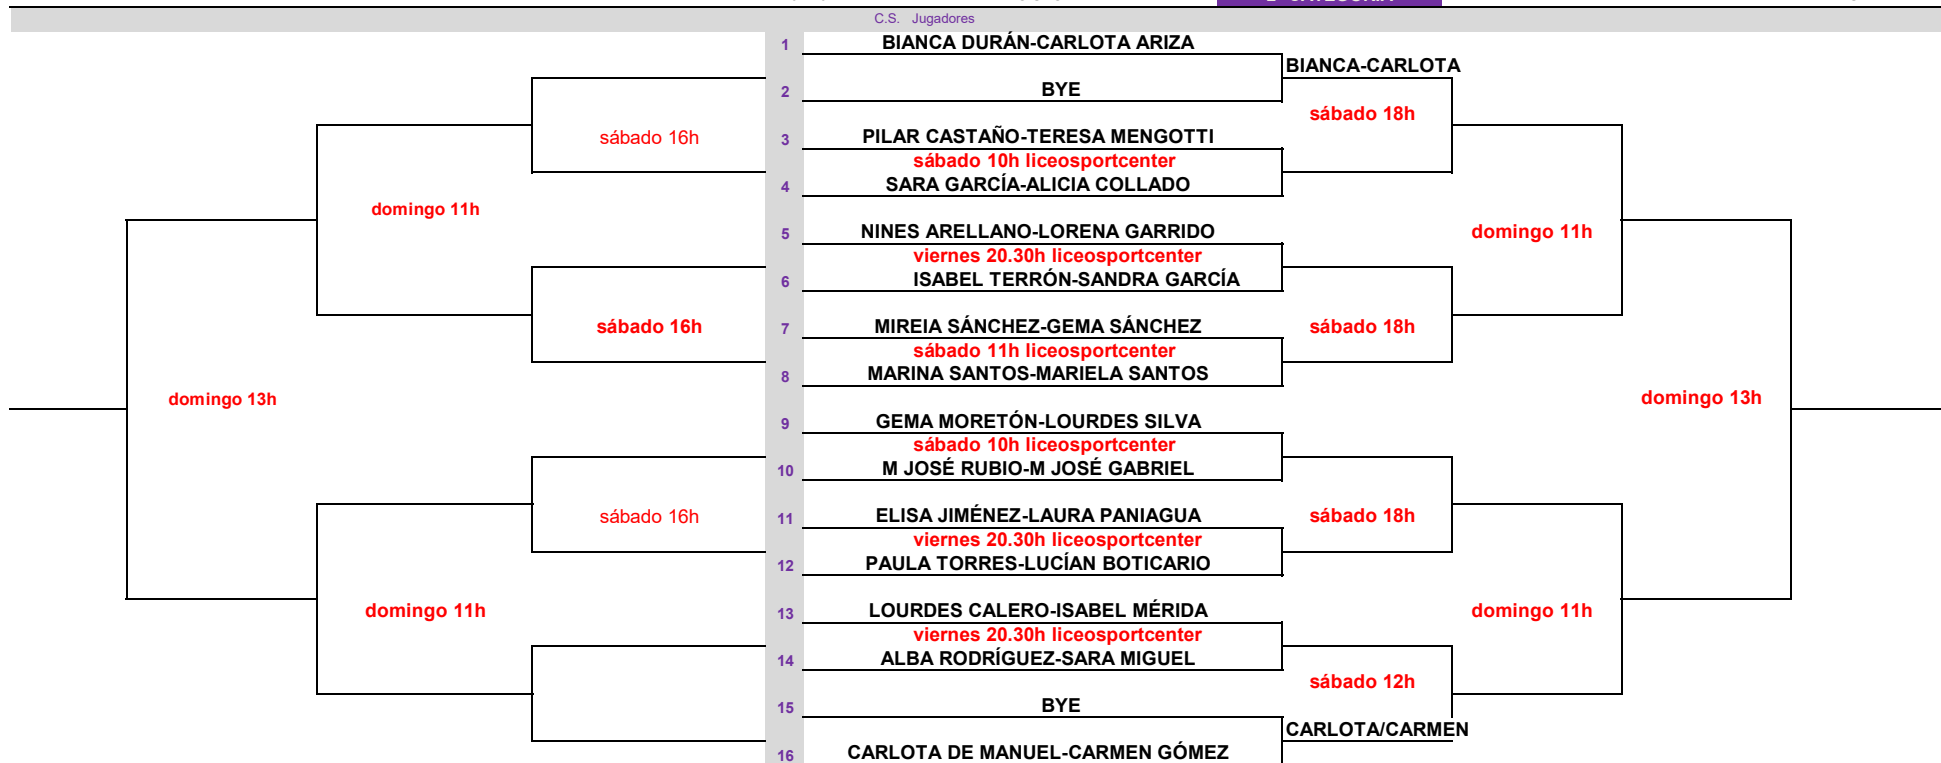 C.S. Jugadores
1 BIANCA DURÁN-CARLOTA ARIZA
BIANCA-CARLOTA
2 BYE
sábado 18h
sábado 16h
3 PILAR CASTAÑO-TERESA MENGOTTI
sábado 10h liceosportcenter
4 SARA GARCÍA-ALICIA COLLADO
domingo 11h
5 NINES ARELLANO-LORENA GARRIDO
domingo 11h
viernes 20.30h liceosportcenter
6 ISABEL TERRÓN-SANDRA GARCÍA
sábado 16h
7 MIREIA SÁNCHEZ-GEMA SÁNCHEZ
sábado 18h
sábado 11h liceosportcenter
8 MARINA SANTOS-MARIELA SANTOS
domingo 13h
domingo 13h
9 GEMA MORETÓN-LOURDES SILVA
sábado 10h liceosportcenter
10 M JOSÉ RUBIO-M JOSÉ GABRIEL
sábado 16h
11 ELISA JIMÉNEZ-LAURA PANIAGUA
sábado 18h
viernes 20.30h liceosportcenter
12 PAULA TORRES-LUCÍAN BOTICARIO
domingo 11h
13 LOURDES CALERO-ISABEL MÉRIDA
domingo 11h
viernes 20.30h liceosportcenter
14 ALBA RODRÍGUEZ-SARA MIGUEL
sábado 12h
15 BYE
CARLOTA/CARMEN
16 CARLOTA DE MANUEL-CARMEN GÓMEZ